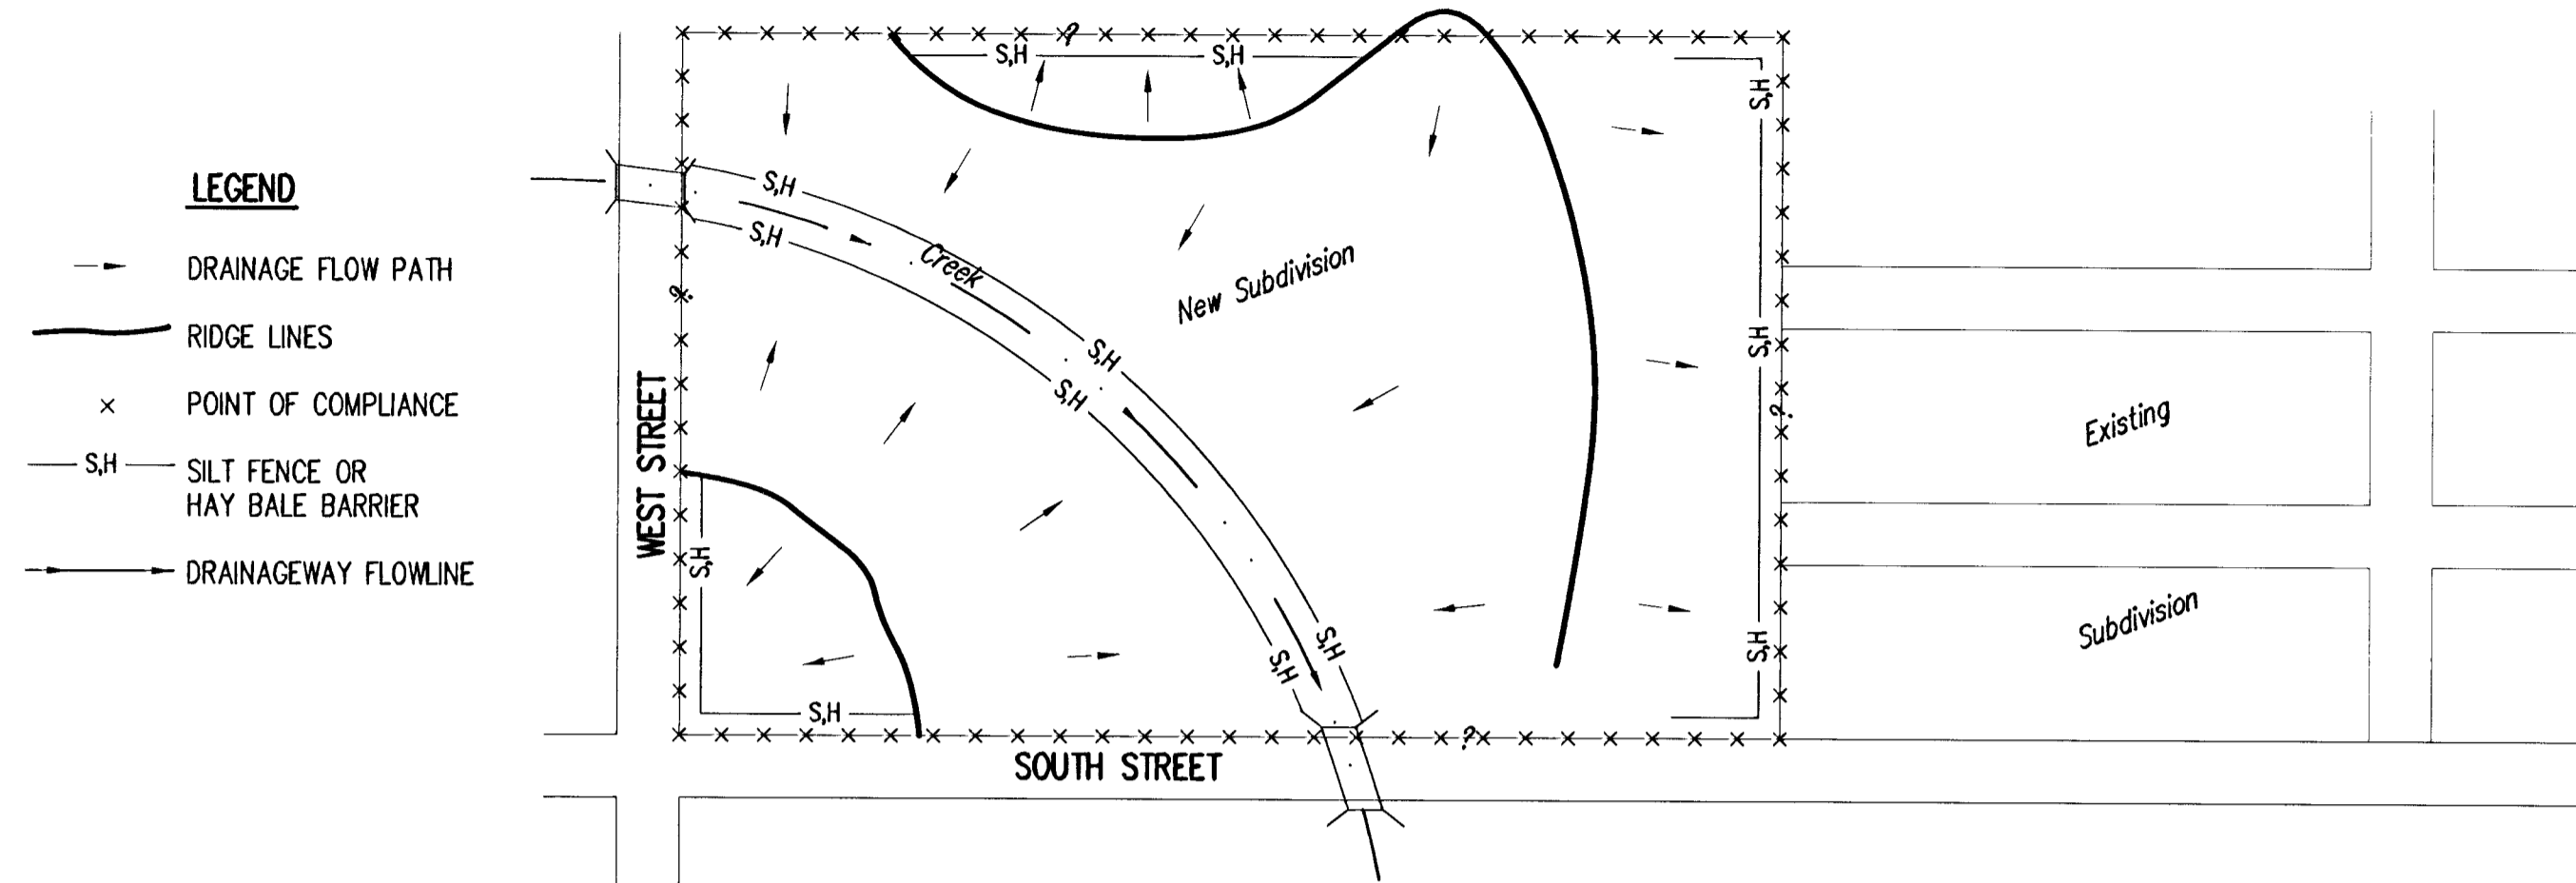 LEGEND
DRAINAGE FLOW PATH
RIDGE LINES
POINT OF COMPLIANCE
S,H
SILT FENCE OR
HAY BALE BARRIER
DRAINAGEWAY FLOWLINE
?
S,H
S,H
S,H
S,H
S,H
Creek
New Subdivision
?
S,H
S,H
S,H
WEST STREET
?
Existing
S,H
Subdivision
S,H
S,H
S,H
S,H
?
SOUTH STREET